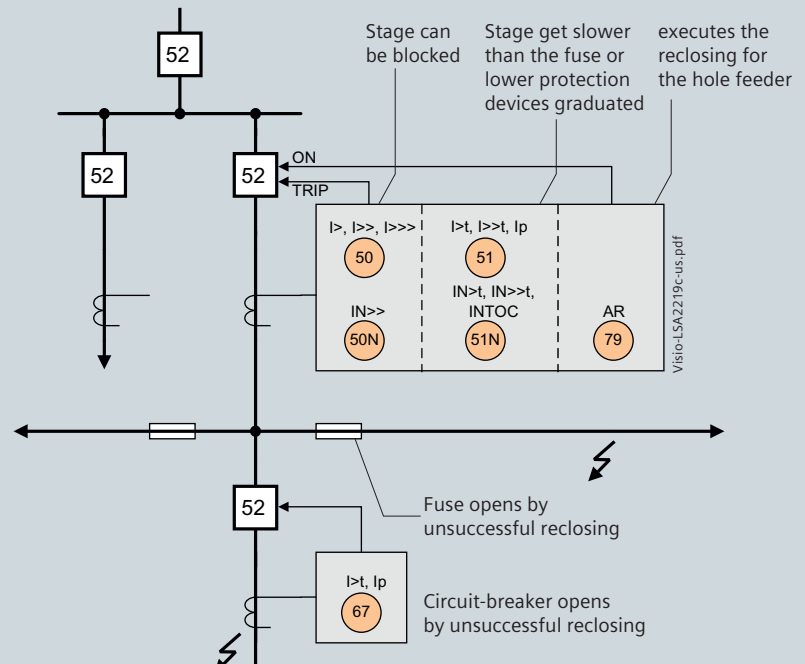 Stage can
be blocked
Stage get slower
than the fuse or
lower protection
devices graduated
executes the
reclosing for
the hole feeder
52
52
52
ON
TRIP
I>, I>>, I>>>
50
IN>>
50N
I>t, I>>t, Ip
51
IN>t, IN>>t,
INTOC
51N
AR
79
Visio-LSA2219c-us.pdf
52
Fuse opens by
unsuccessful reclosing
I>t, Ip
67
Circuit-breaker opens
by unsuccessful reclosing